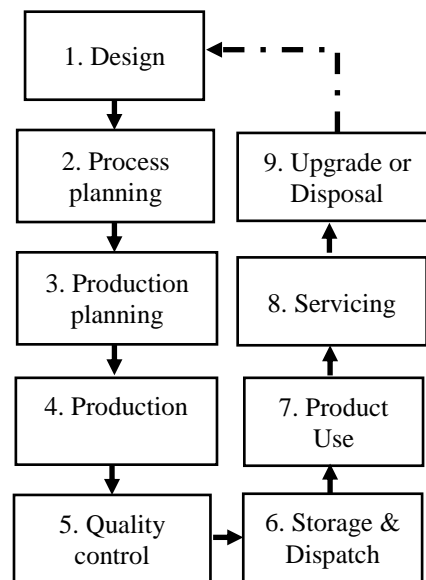 1. Design
2. Process
planning
3. Production
planning
4. Production
5. Quality
control
6. Storage &
Dispatch
7. Product
Use
8. Servicing
9. Upgrade or
Disposal